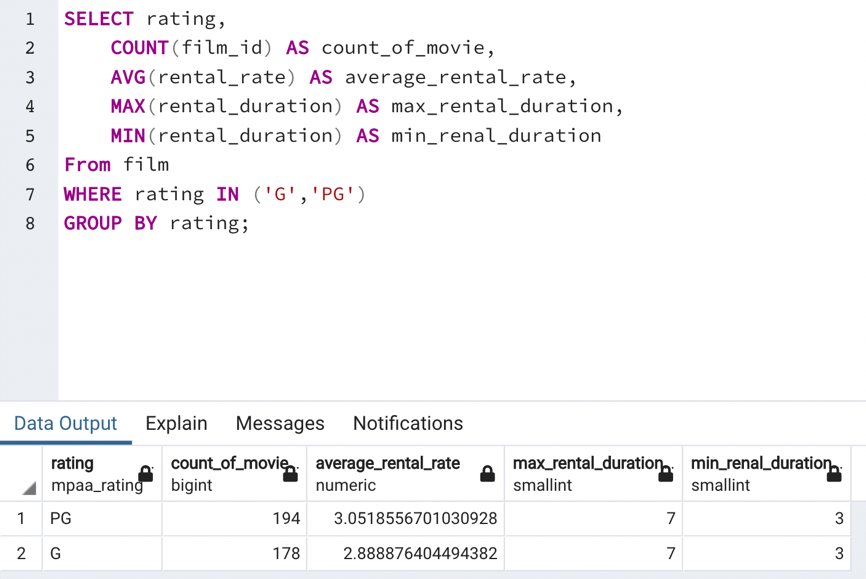 1 SELECT rating,
2 COUNT(film_id) AS count_of_movie,
3 AVG(rental_rate) AS average_rental_rate,
4 MAX(rental_duration) AS max_rental_duration,
5 MIN(rental_duration) AS min_renal_duration
6 From film
7 WHERE rating IN ('G','PG')
8 GROUP BY rating;
Data Output Explain Messages Notifications
rating count_of_movie average_rental_rate max_rental_duration min_renal_duration
mpaa_rating bigint numeric smallint smallint
1 PG 194 3.0518556701030928 7 3
2 G 178 2.888876404494382 7 3